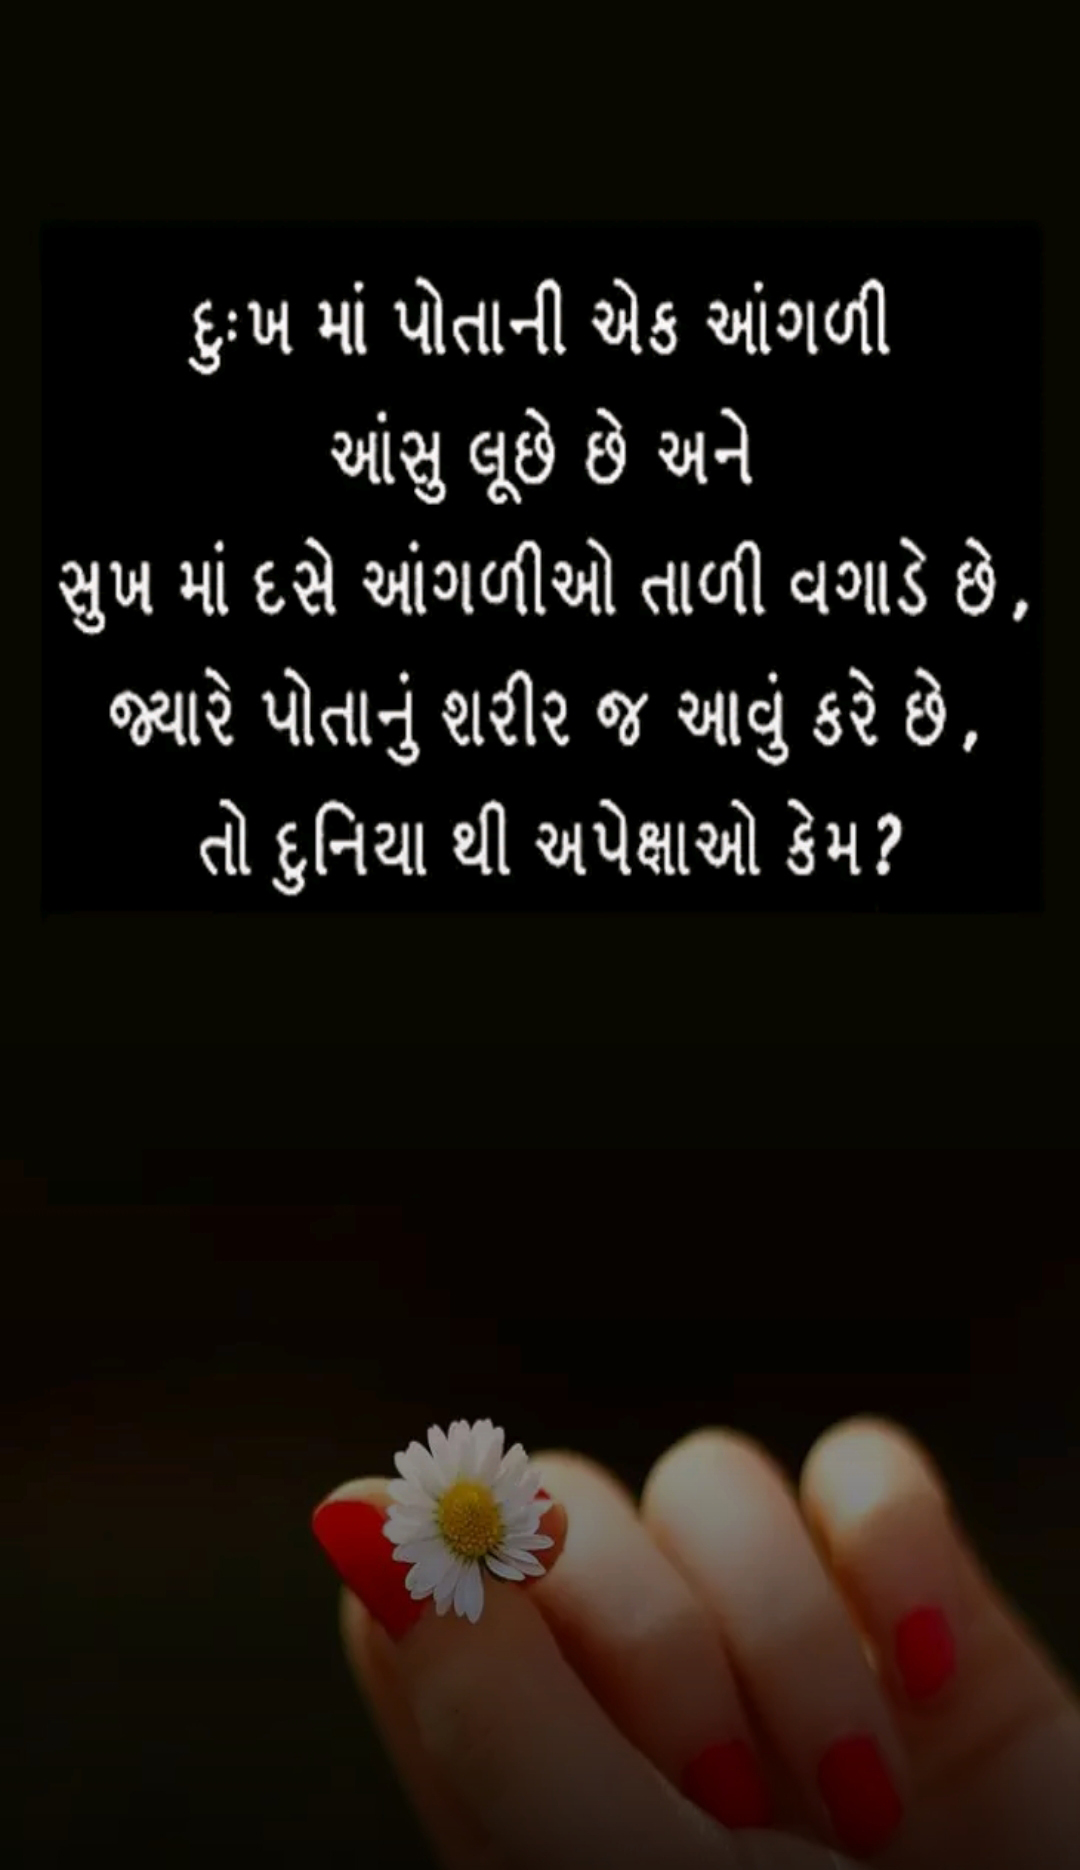 દુઃખ માં પોતાની એક આંગળી
આંસુ લૂછે છે અને
સુખ માં દસે આંગળીઓ તાળી વગાડે છે,
જ્યારે પોતાનું શરીર જ આવું કરે છે,
તો દુનિયા થી અપેક્ષાઓ કેમ?